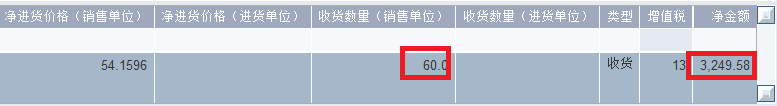 净进货价格（销售单位） 净进货价格（进货单位） 收货数量（销售单位） 收货数量（进货单位） 类型 增值税 净金额
54.1596 60.0 收货 13 3,249.58